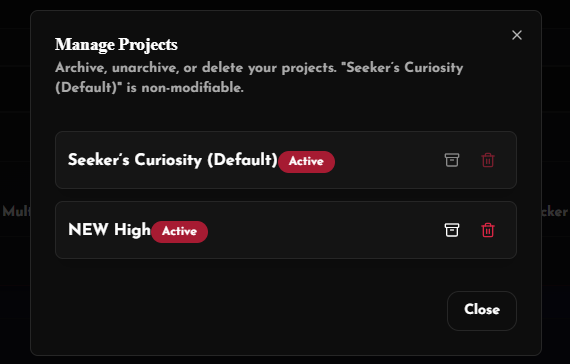 Manage Projects
Archive, unarchive, or delete your projects. "Seeker's Curiosity
(Default)" is non-modifiable.
Seeker's Curiosity (Default) Active
Mult
cker
NEW High Active
Close